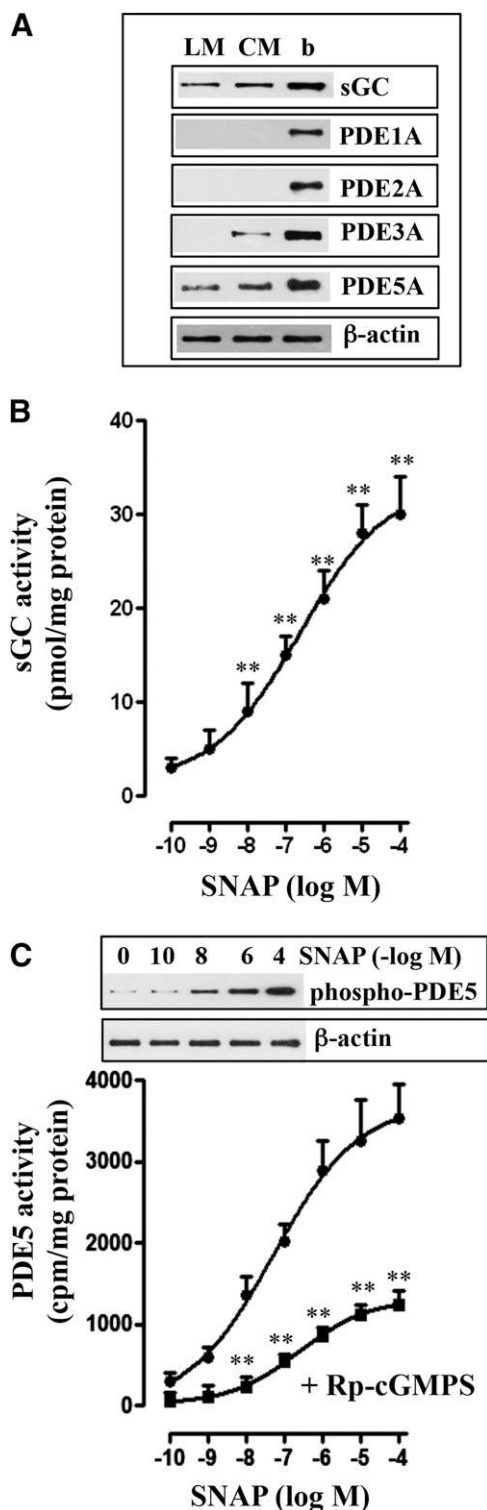 A
LM CM b
sGC
PDE1A
PDE2A
PDE3A
PDE5A
β-actin
B
sGC activity
(pmol/mg protein)
40
30
20
10
0
** ** ** ** **
-10 -9 -8 -7 -6 -5 -4
SNAP (log M)
C
0 10 8 6 4 SNAP (-log M)
phospho-PDE5
β-actin
PDE5 activity
(cpm/mg protein)
4000
3000
2000
1000
0
** ** ** ** **
+ Rp-cGMPS
-10 -9 -8 -7 -6 -5 -4
SNAP (log M)